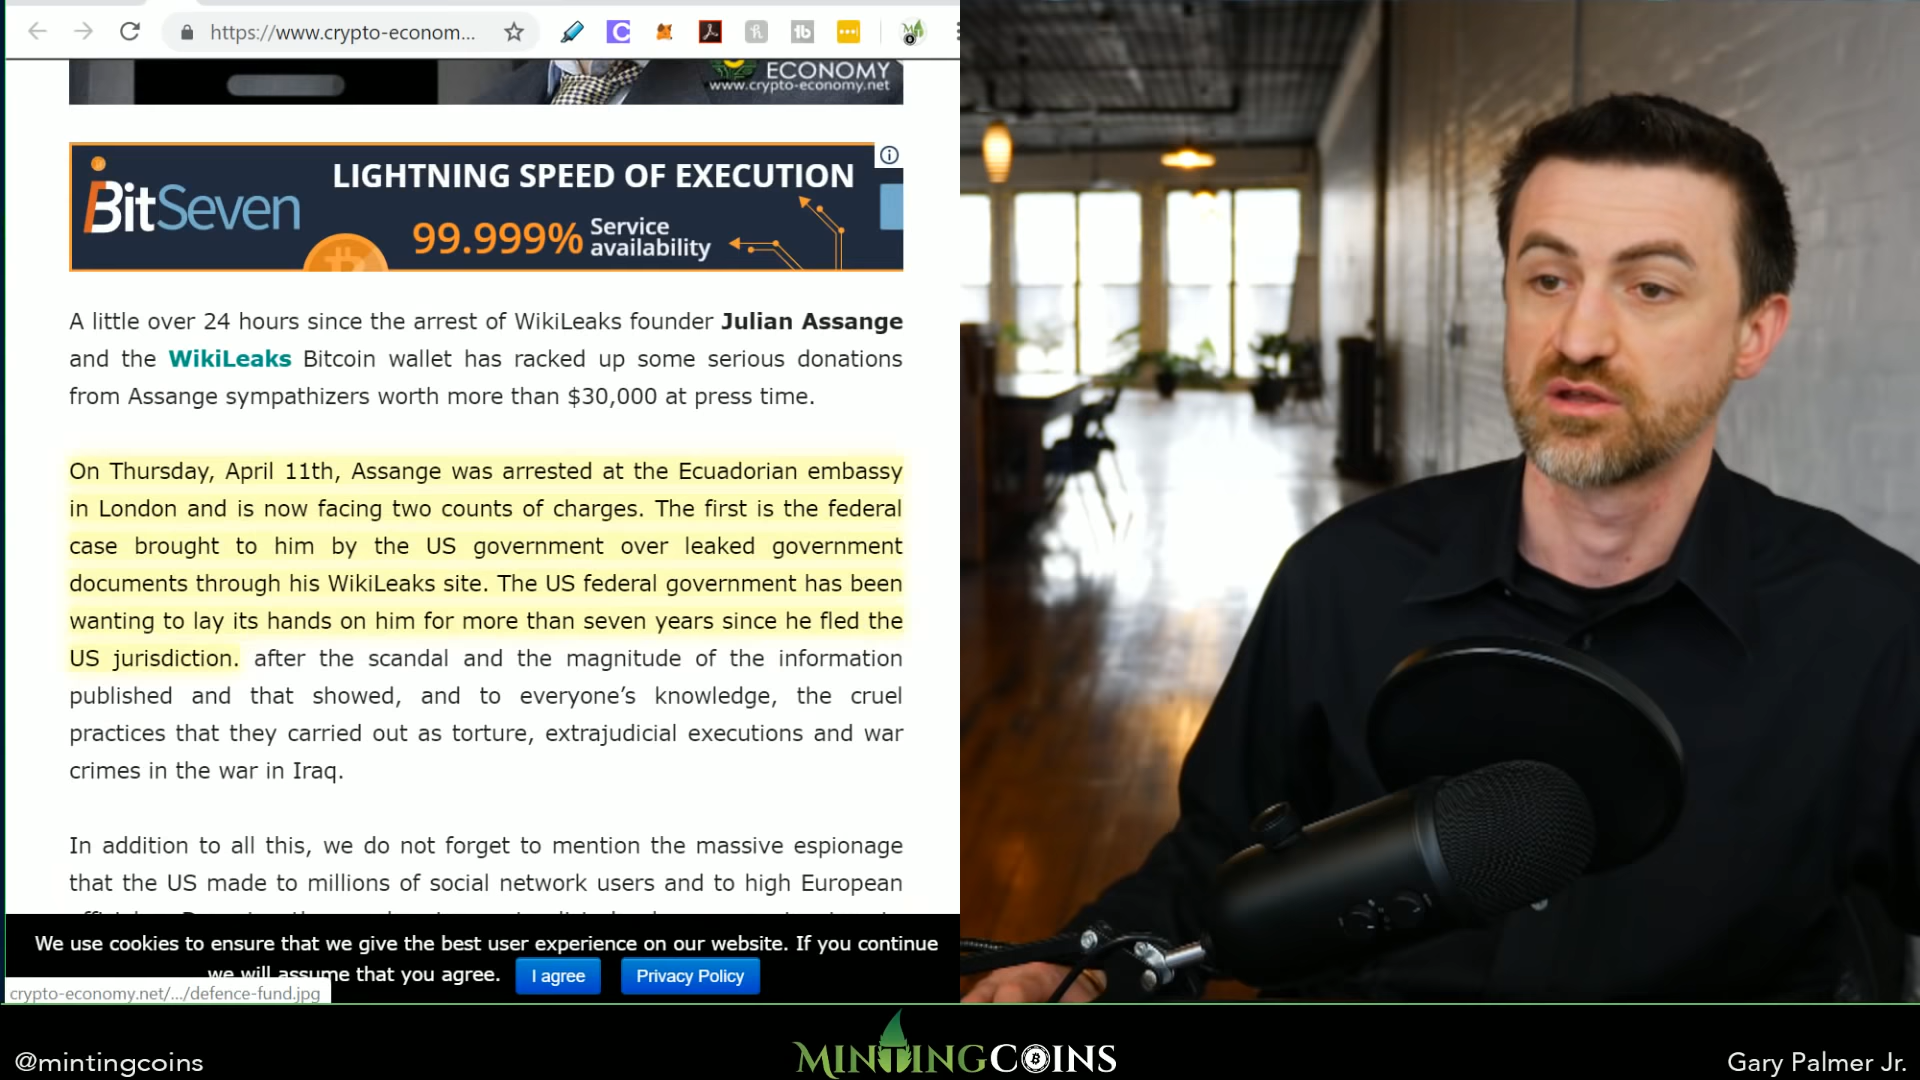 https://www.crypto-econom...
ECONOMY
www.crypto-economy.net
BitSeven
LIGHTNING SPEED OF EXECUTION
99.999% Service
availability
A little over 24 hours since the arrest of WikiLeaks founder Julian Assange
and the WikiLeaks Bitcoin wallet has racked up some serious donations
from Assange sympathizers worth more than $30,000 at press time.
On Thursday, April 11th, Assange was arrested at the Ecuadorian embassy
in London and is now facing two counts of charges. The first is the federal
case brought to him by the US government over leaked government
documents through his WikiLeaks site. The US federal government has been
wanting to lay its hands on him for more than seven years since he fled the
US jurisdiction. after the scandal and the magnitude of the information
published and that showed, and to everyone’s knowledge, the cruel
practices that they carried out as torture, extrajudicial executions and war
crimes in the war in Iraq.
In addition to all this, we do not forget to mention the massive espionage
that the US made to millions of social network users and to high European
We use cookies to ensure that we give the best user experience on our website. If you continue
we will assume that you agree. I agree Privacy Policy
crypto-economy.net/.../defence-fund.jpg
@mintingcoins
MINTINGCOINS
Gary Palmer Jr.